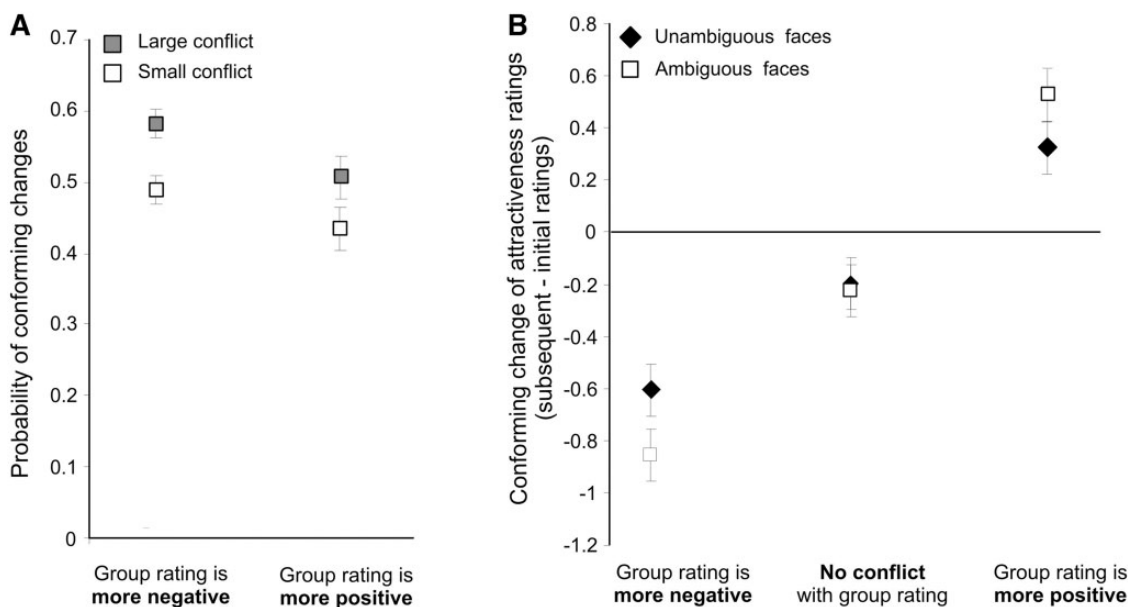 A
Probability of conforming changes
0.7
0.6
0.5
0.4
0.3
0.2
0.1
0
Large conflict
Small conflict
Group rating is
more negative
Group rating is
more positive
B
Conforming change of attractiveness ratings
(subsequent - initial ratings)
0.8
0.6
0.4
0.2
0
-0.2
-0.4
-0.6
-0.8
-1
-1.2
Unambiguous faces
Ambiguous faces
Group rating is
more negative
No conflict
with group rating
Group rating is
more positive